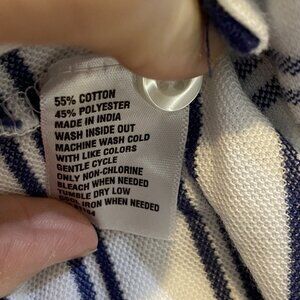 55% COTTON
45% POLYESTER
MADE IN INDIA
WASH INSIDE OUT
MACHINE WASH COLD
WITH LIKE COLORS
GENTLE CYCLE
ONLY NON-CHLORINE
BLEACH WHEN NEEDED
TUMBLE DRY LOW
COOL IRON WHEN NEEDED